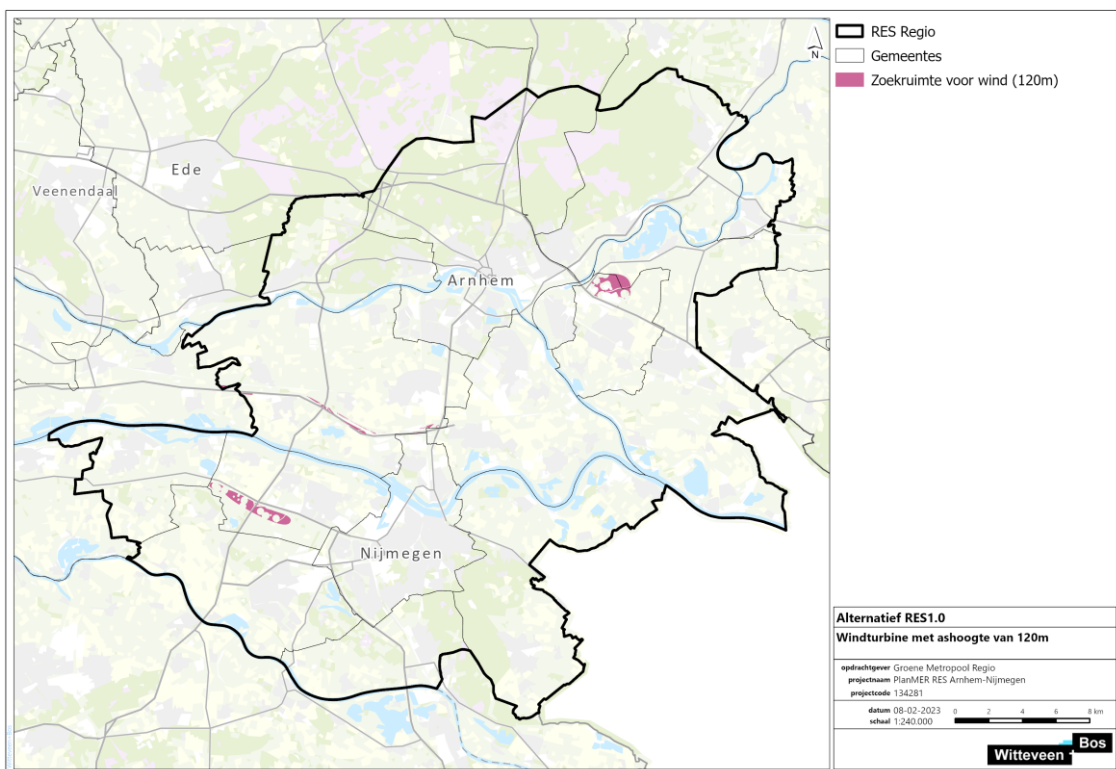 RES Regio
Gemeentes
Zoekruimte voor wind (120m)
N
Ede
Veenendaal
Arnhem
Nijmegen
Alternatief RES1.0
Windturbine met ashoogte van 120m
opdrachtgever Groene Metropool Regio
projectnaam PlanMER RES Arnhem-Nijmegen
projectcode 134281
datum 08-02-2023
schaal 1:240.000
0 2 4 6 8 km
Witteveen + Bos